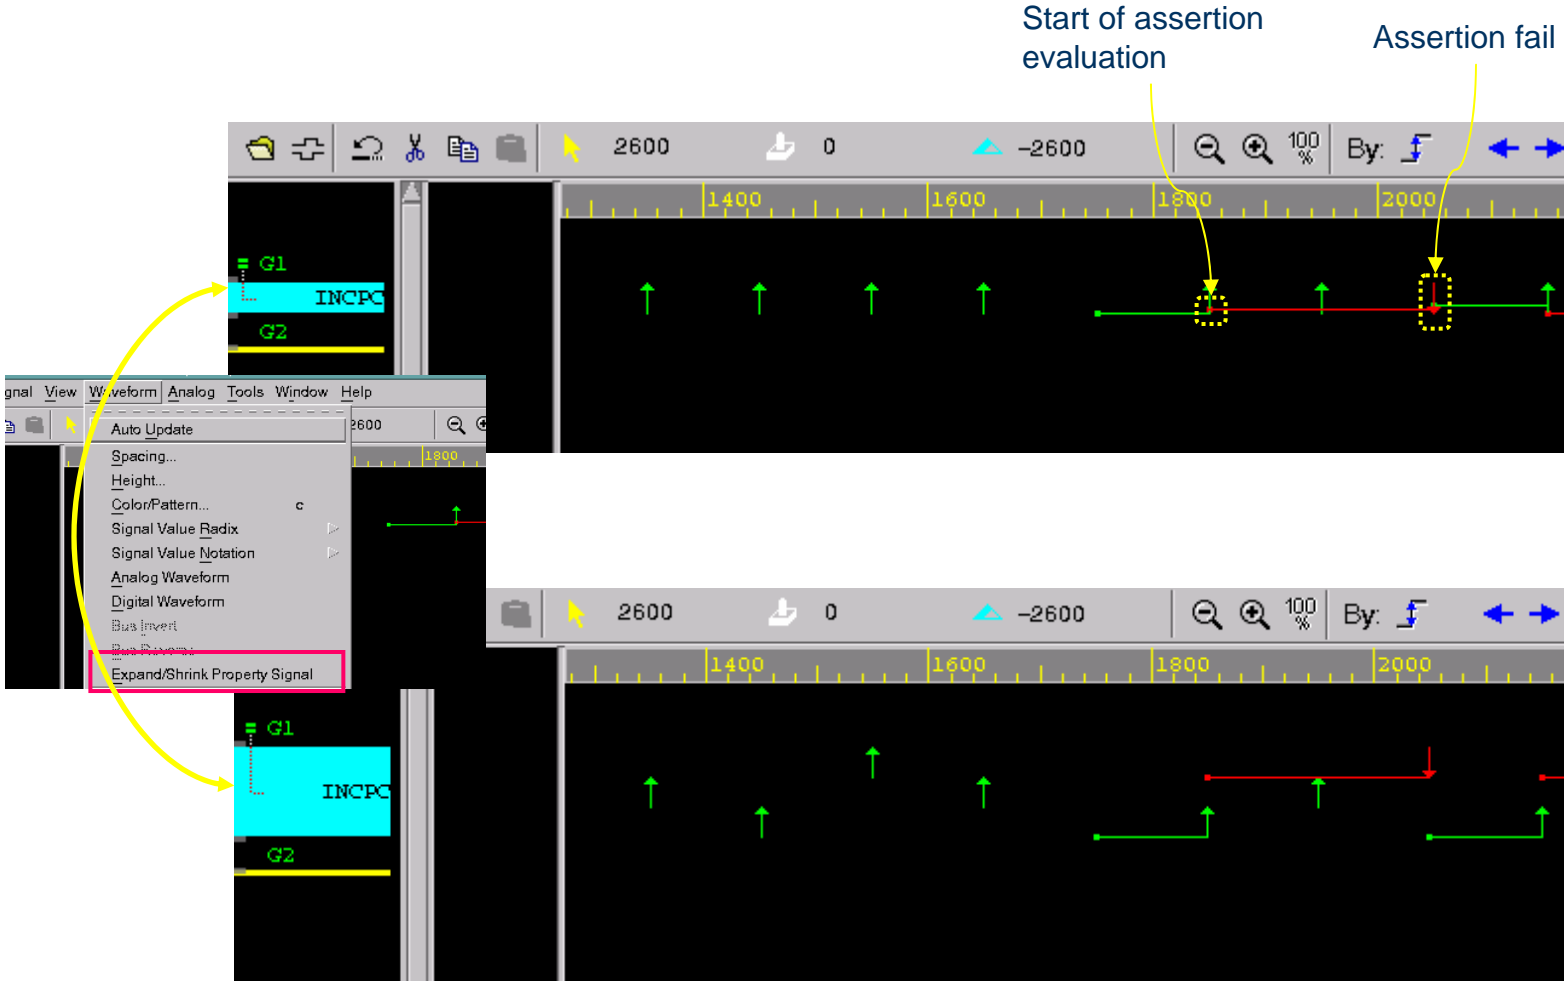 Start of assertion
evaluation
Assertion fail
2600 0 −2600 100 % By:
1400 1600 1800 2000
G1
INCPC
G2
gnal View Waveform Analog Tools Window Help
2600
Auto Update
1800
Spacing...
Height...
Color/Pattern... c
Signal Value Radix
Signal Value Notation
Analog Waveform
Digital Waveform
Bus Invert
Bus Reverse
Expand/Shrink Property Signal
2600 0 −2600 100 % By:
1400 1600 1800 2000
G1
INCPC
G2